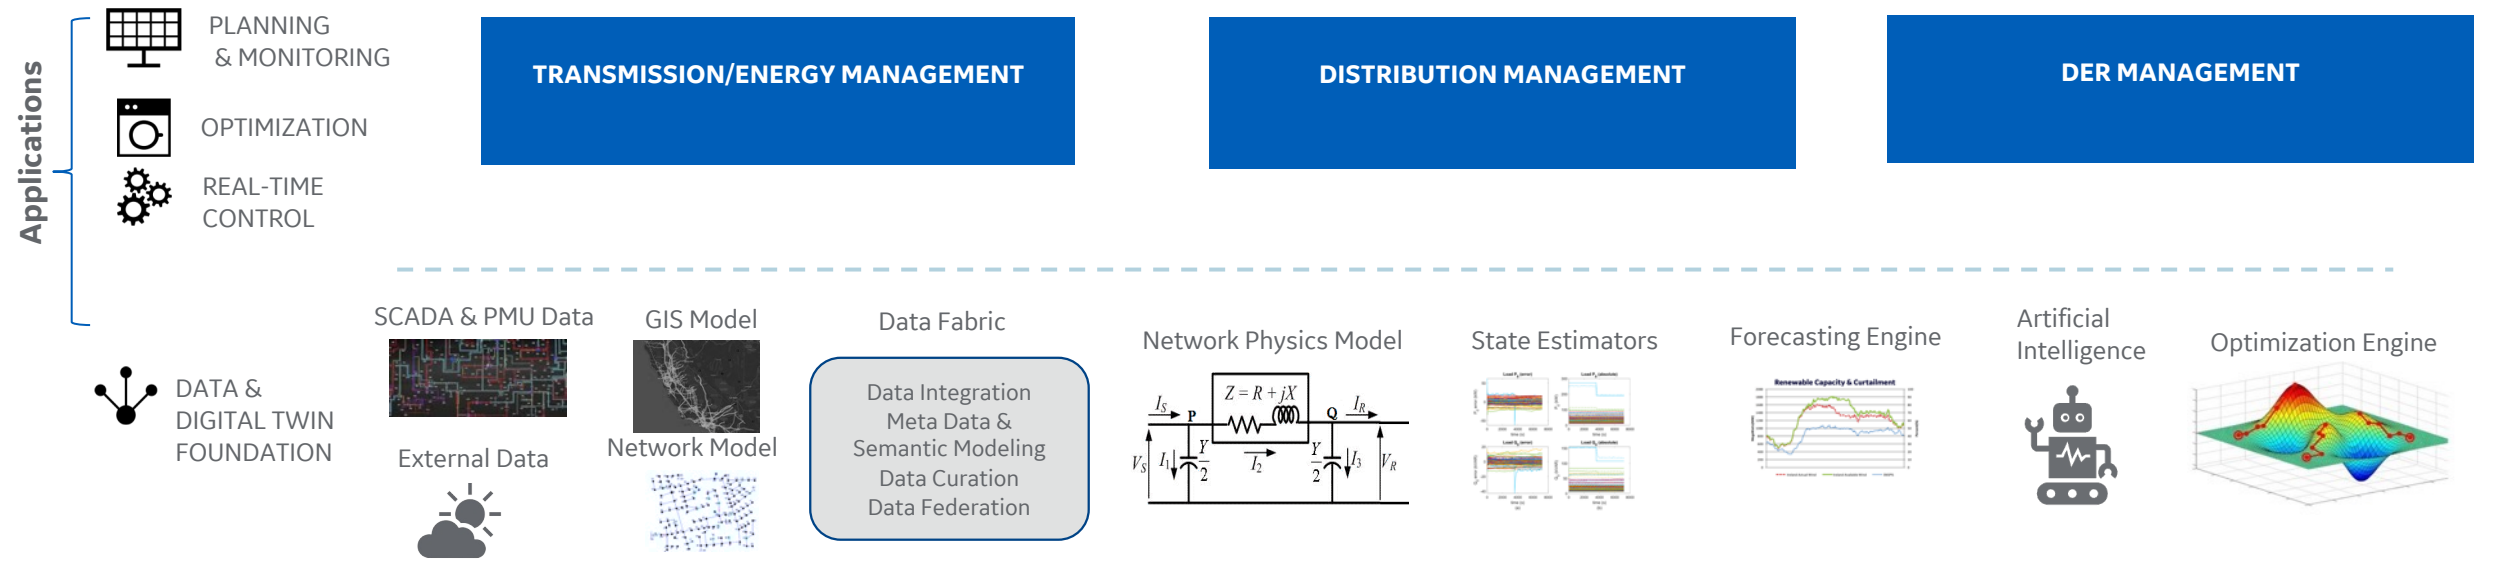 Applications
PLANNING
& MONITORING
OPTIMIZATION
REAL-TIME
CONTROL
TRANSMISSION/ENERGY MANAGEMENT
DISTRIBUTION MANAGEMENT
DER MANAGEMENT
DATA &
DIGITAL TWIN
FOUNDATION
SCADA & PMU Data
External Data
GIS Model
Network Model
Data Fabric
Data Integration
Meta Data &
Semantic Modeling
Data Curation
Data Federation
Network Physics Model
Z = R + jX
I_S
P
Q
I_R
V_S
I_1
Y/2
I_2
Y/2
I_3
V_R
State Estimators
Forecasting Engine
Renewable Capacity & Curtailment
Artificial
Intelligence
Optimization Engine